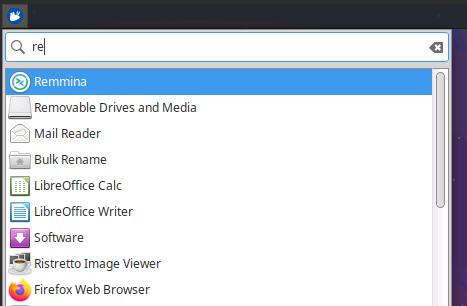 re
Remmina
Removable Drives and Media
Mail Reader
Bulk Rename
LibreOffice Calc
LibreOffice Writer
Software
Ristretto Image Viewer
Firefox Web Browser